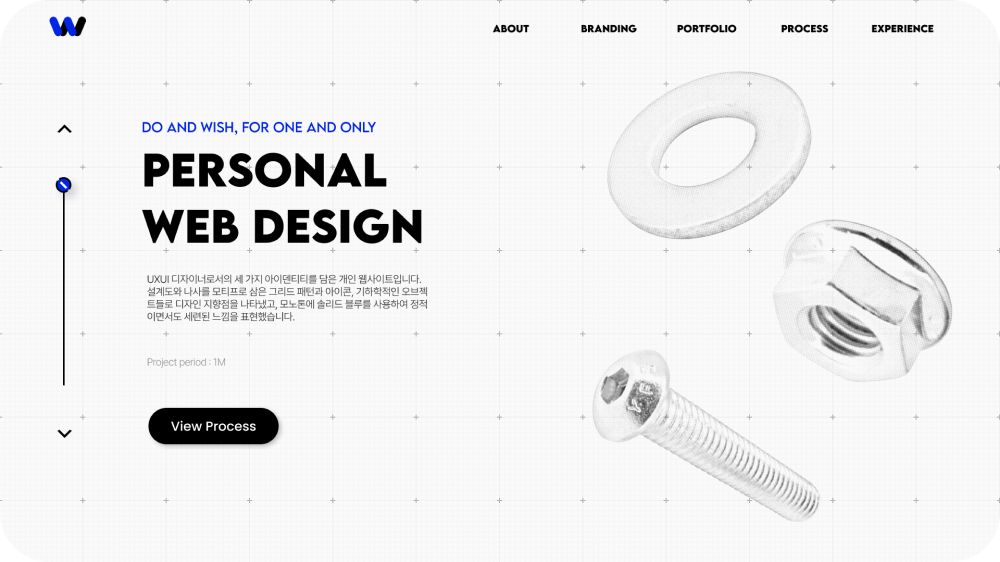 W
ABOUT
BRANDING
PORTFOLIO
PROCESS
EXPERIENCE
DO AND WISH, FOR ONE AND ONLY
PERSONAL
WEB DESIGN
UXUI 디자이너로서의 세 가지 아이덴티티를 담은 개인 웹사이트입니다.
설계도와 나사를 모티프로 삼은 그리드 패턴과 아이콘, 기하학적인 오브젝
트들로 디자인 지향점을 나타냈고, 모노톤에 솔리드 블루를 사용하여 정적
이면서도 세련된 느낌을 표현했습니다.
Project period : 1M
View Process